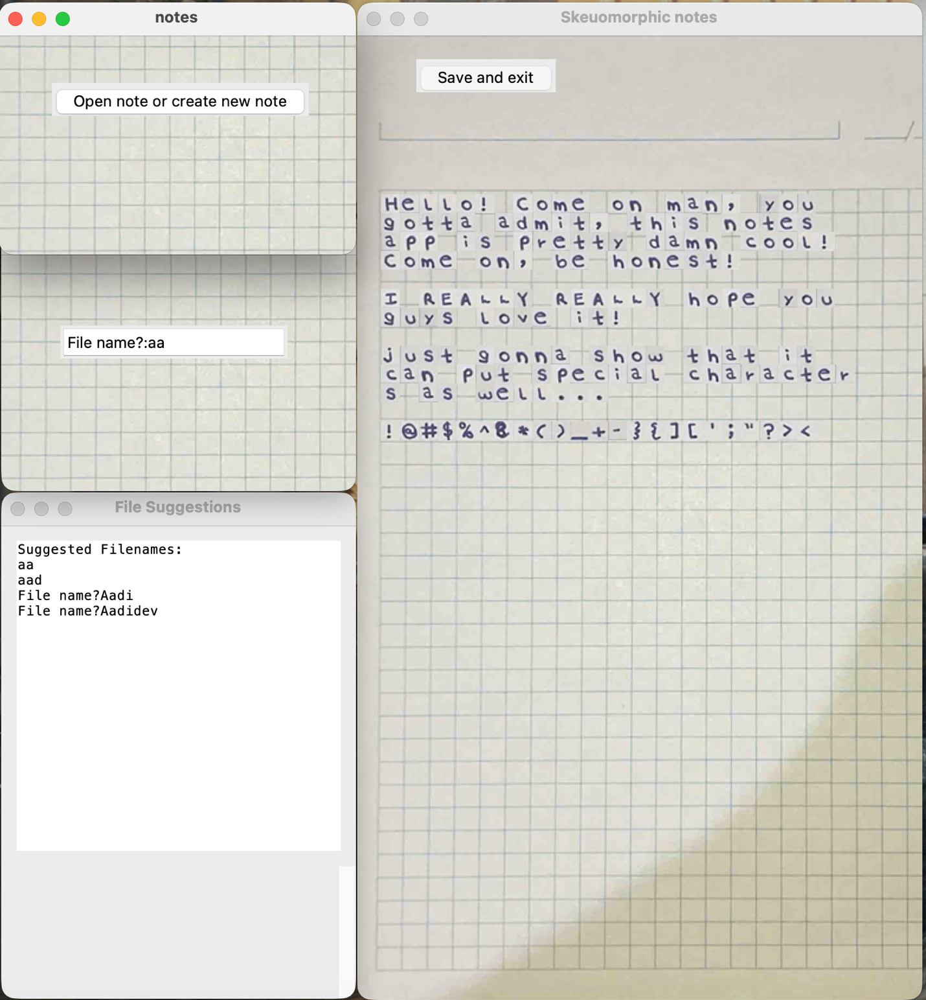 notes
Open note or create new note
File name?:aa
File Suggestions
Suggested Filenames:
aa
aad
File name?Aadi
File name?Aadidev
Skeuomorphic notes
Save and exit
Hello! Come on man, you
gotta admit, this notes
app is pretty damn cool!
Come on, be honest!
I REALLY REALLY hope you
guys love it!
just gonna show that it
can put special character
s as well...
!@#$%^&*()_+-}{][';"?><